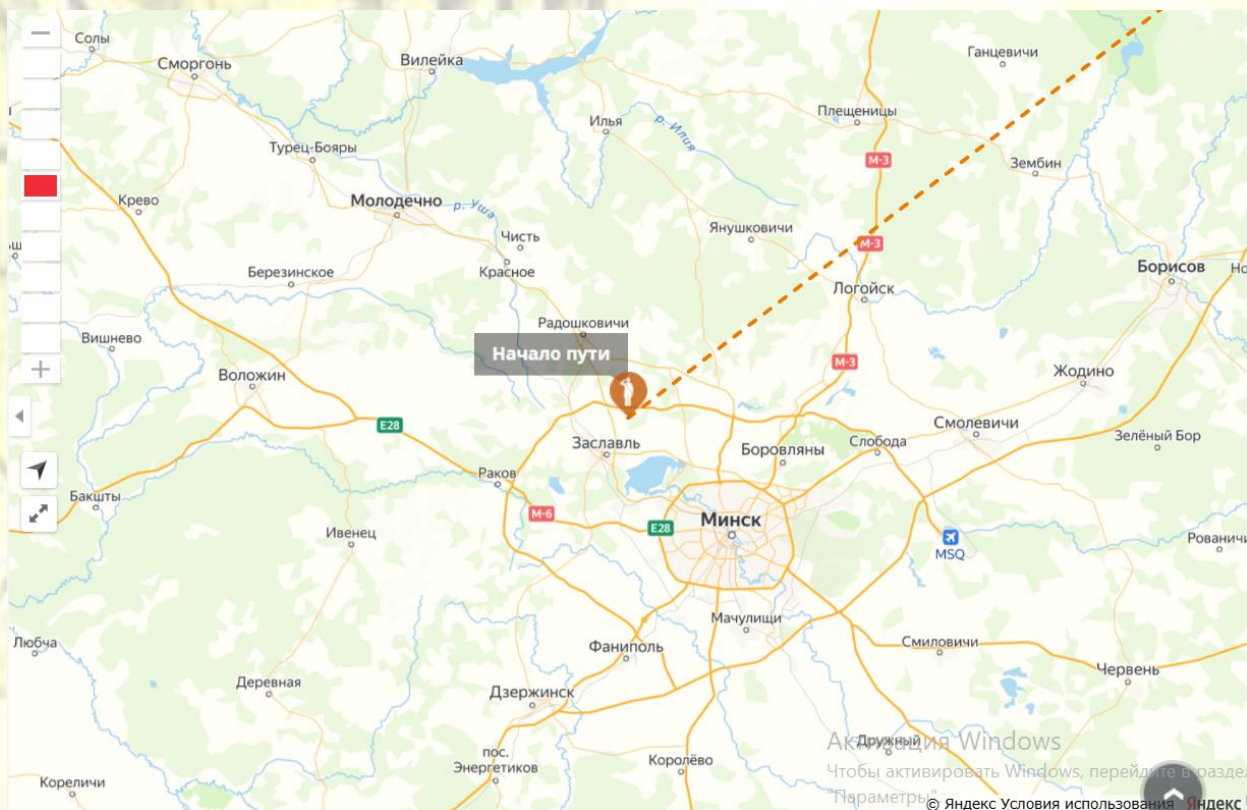 Солы
Сморгонь
Вилейка
Ганцевичи
Плещеницы
Илья
р. Илия
Турец-Бояры
M-3
Зембин
Крево
Молодечно
р. Уша
Чисть
Янушковичи
M-3
Березинское
Красное
Борисов
Но
Логойск
Радошковичи
Вишнево
Начало пути
M-3
Воложин
Жодино
E28
Смолевичи
Заславль
Боровляны
Слобода
Зелёный Бор
Раков
Бакшты
M-6
Минск
E28
Ивенец
MSQ
Рованичи
Мачулищи
Любча
Фаниполь
Смиловичи
Червень
Деревная
Дзержинск
Дружный
Активация Windows
пос.
Энергетиков
Королёво
Чтобы активировать Windows, перейдите в раздел
Кореличи
"Параметры"
© Яндекс Условия использования Яндекс